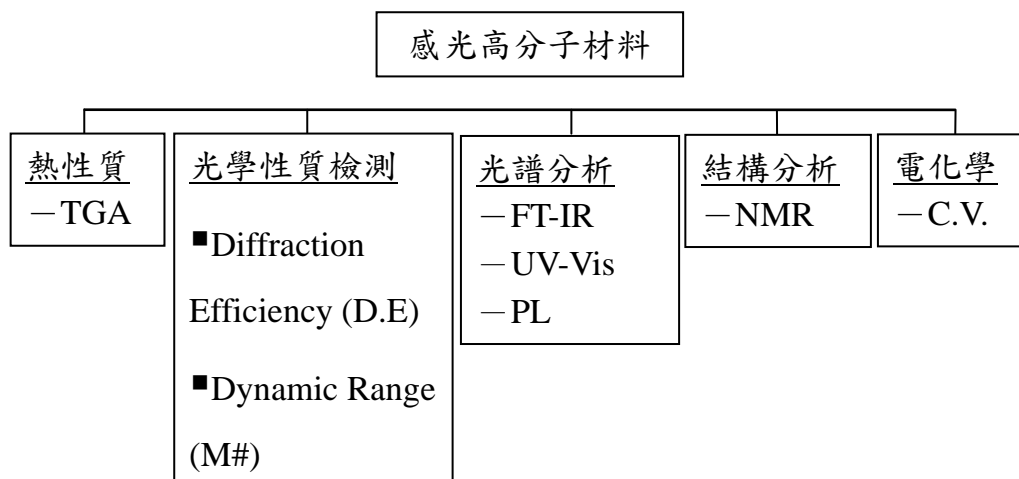 感光高分子材料
熱性質
－TGA
光學性質檢測
■Diffraction
Efficiency (D.E)
■Dynamic Range
(M#)
光譜分析
－FT-IR
－UV-Vis
－PL
結構分析
－NMR
電化學
－C.V.